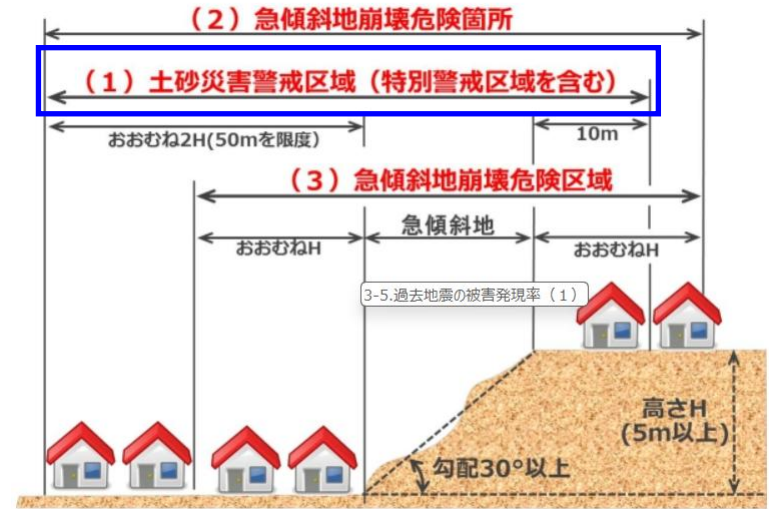 （２）急傾斜地崩壊危険箇所
（１）土砂災害警戒区域（特別警戒区域を含む）
おおむね2H(50mを限度)
10m
（３）急傾斜地崩壊危険区域
急傾斜地
おおむねH
おおむねH
3-5.過去地震の被害発現率（１）
高さH
(5m以上)
勾配30°以上